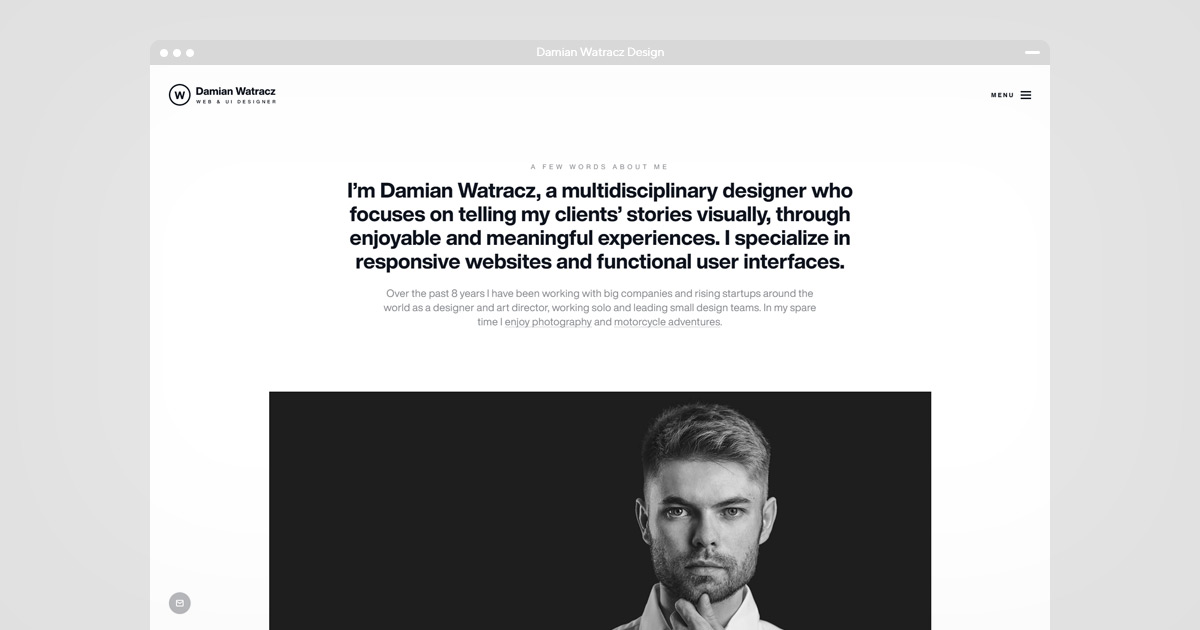 Damian Watracz Design
W
Damian Watracz
WEB & UI DESIGNER
MENU
A FEW WORDS ABOUT ME
I’m Damian Watracz, a multidisciplinary designer who
focuses on telling my clients’ stories visually, through
enjoyable and meaningful experiences. I specialize in
responsive websites and functional user interfaces.
Over the past 8 years I have been working with big companies and rising startups around the
world as a designer and art director, working solo and leading small design teams. In my spare
time I enjoy photography and motorcycle adventures.